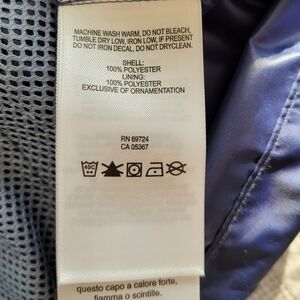 MACHINE WASH WARM, DO NOT BLEACH,
TUMBLE DRY LOW, IRON LOW, IF PRESENT
DO NOT IRON DECAL, DO NOT DRYCLEAN.
SHELL:
100% POLYESTER
LINING:
100% POLYESTER
EXCLUSIVE OF ORNAMENTATION
RN 69724
CA 05367
40C
questo capo a calore forte,
fiamma o scintille.